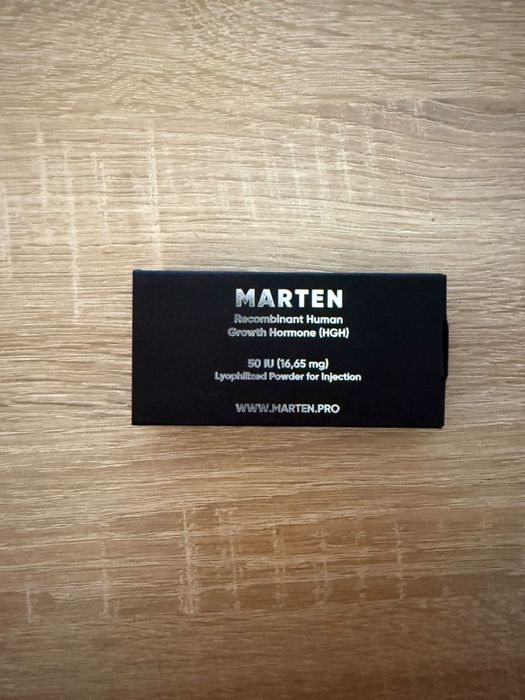 MARTEN
Recombinant Human
Growth Hormone (HGH)
50 IU (16,65 mg)
Lyophilized Powder for Injection
WWW.MARTEN.PRO